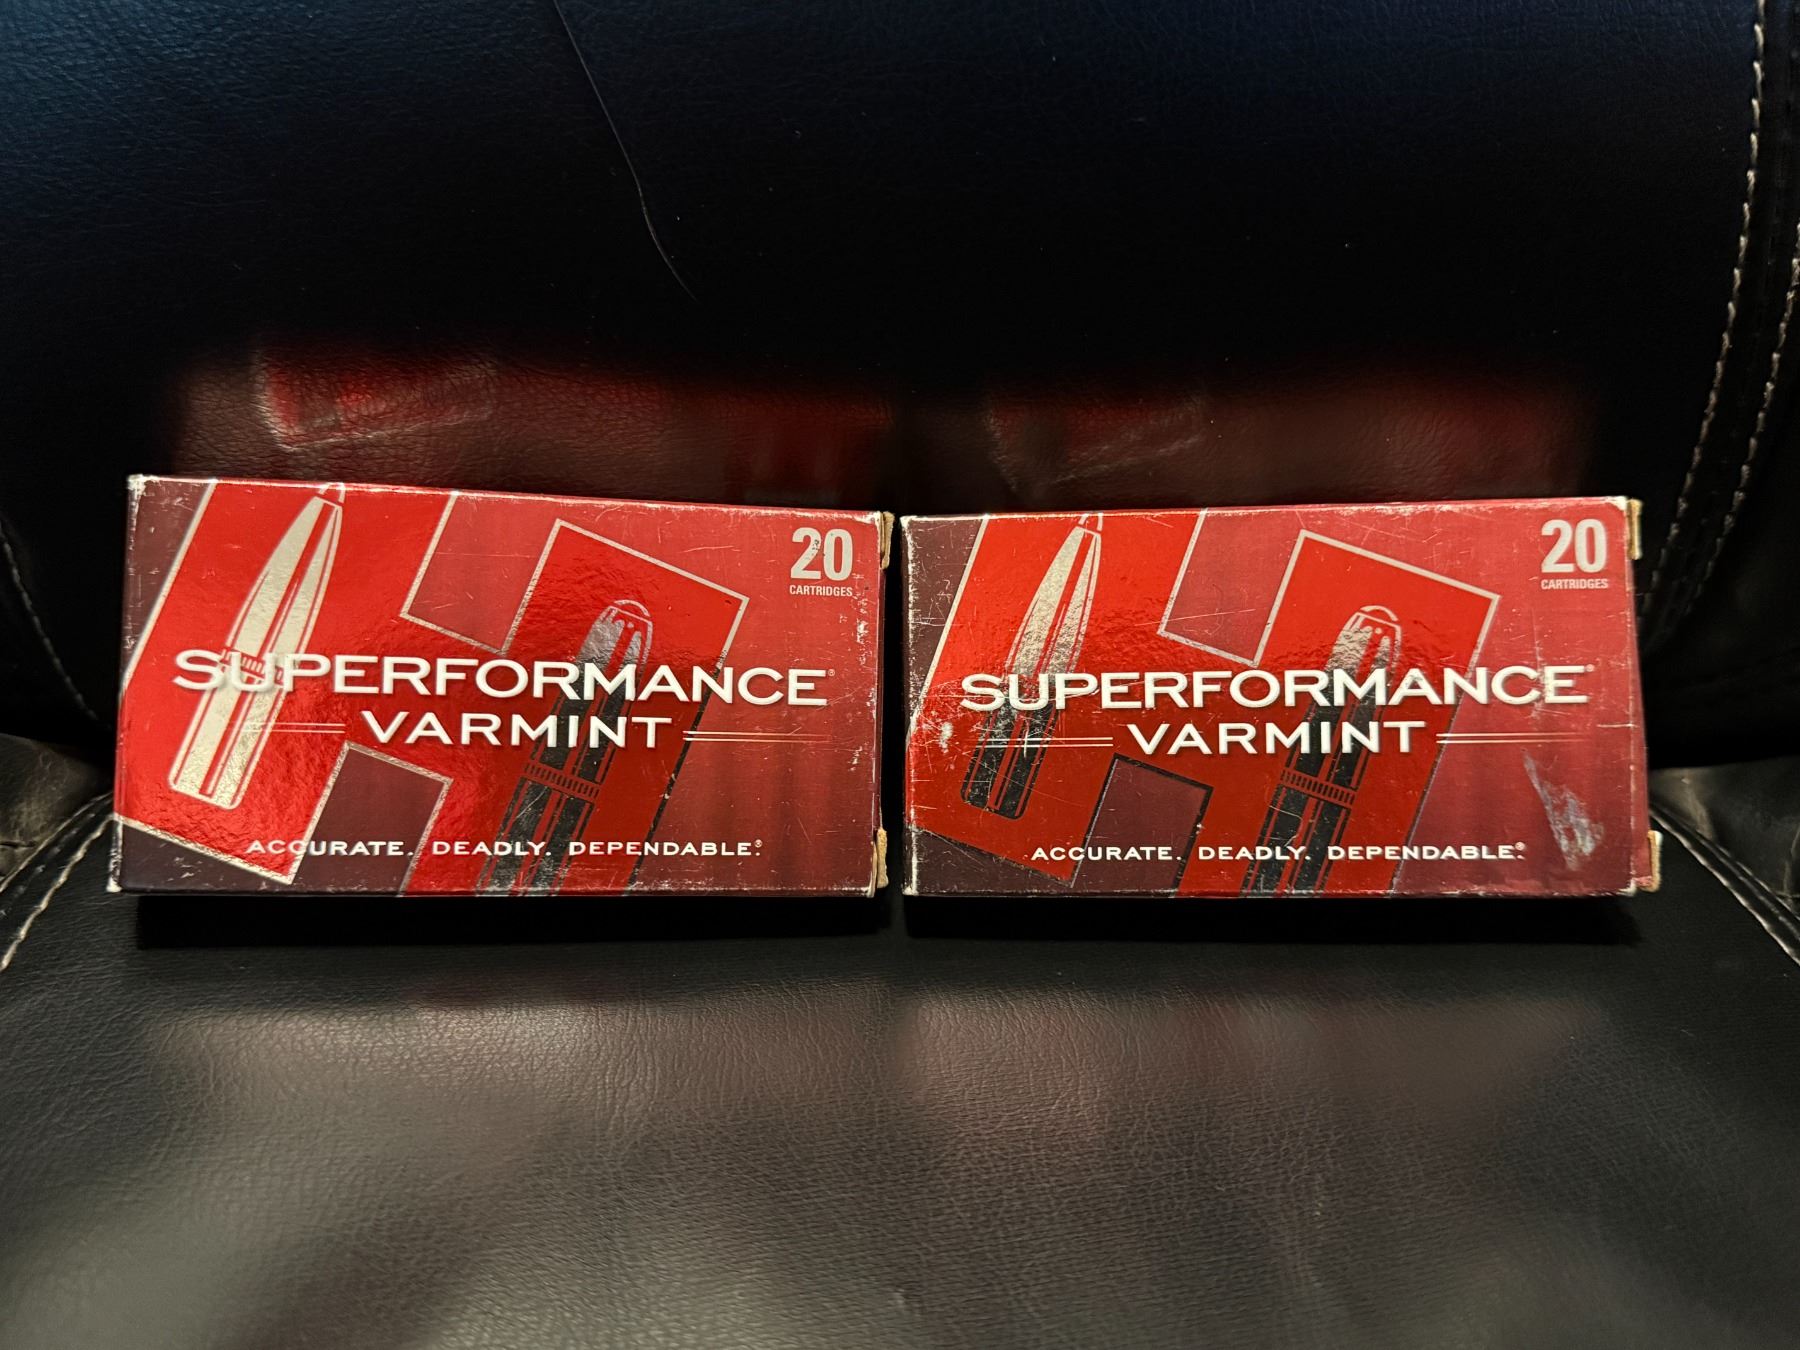 20
CARTRIDGES
SUPERFORMANCE®
VARMINT
ACCURATE. DEADLY. DEPENDABLE.®
20
CARTRIDGES
SUPERFORMANCE®
VARMINT
ACCURATE. DEADLY. DEPENDABLE.®